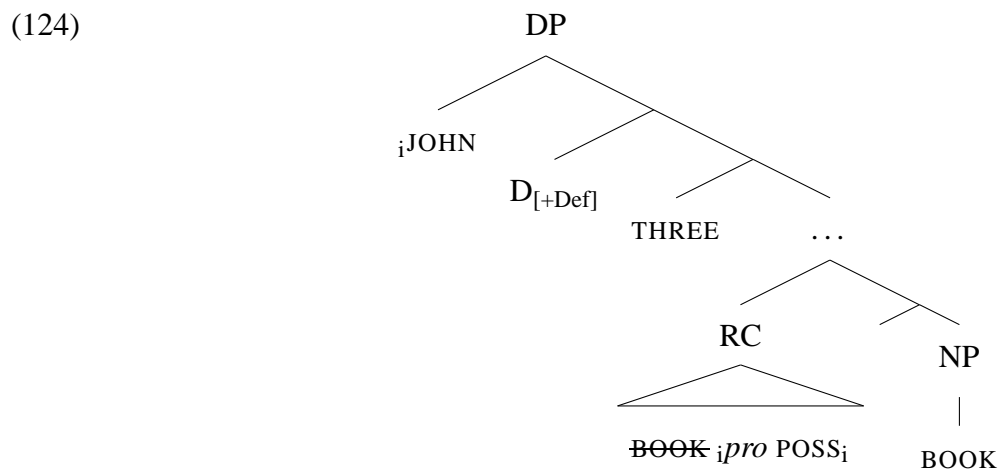 (124) DP
iJOHN
D[+Def]
THREE ...
RC
NP
BOOK ipro POSSi
BOOK